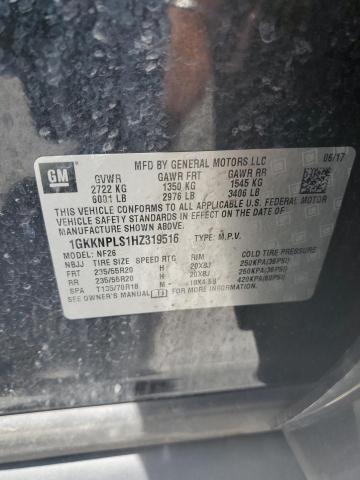 GM
MFD BY GENERAL MOTORS LLC
06/17
GVWR GAWR FRT GAWR RR
2722 KG 1350 KG 1545 KG
6001 LB 2976 LB 3406 LB
THIS VEHICLE CONFORMS TO ALL APPLICABLE U.S. FEDERAL MOTOR
VEHICLE SAFETY STANDARDS IN EFFECT ON THE DATE OF
MANUFACTURE SHOWN ABOVE.
1GKKNPLS1HZ319516 TYPE: M.P.V.
MODEL: NF26
NBJJ TIRE SIZE SPEED RTG RIM COLD TIRE PRESSURE
FRT 235/55R20 H 20X8J 250KPA(36PSI)
RR 235/55R20 H 20X8J 250KPA(36PSI)
SPA T135/70R18 M 18X4.5B 420KPA(60PSI)
SEE OWNER'S MANUAL FOR MORE INFORMATION.